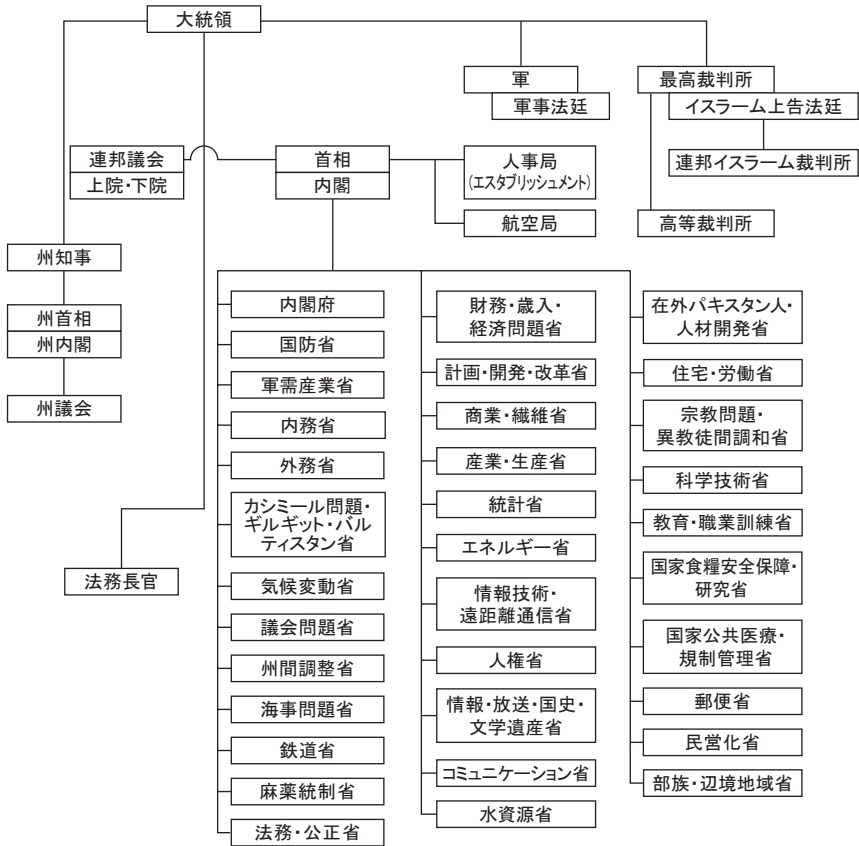 大統領
軍
軍事法廷
最高裁判所
イスラーム上告法廷
連邦イスラーム裁判所
高等裁判所
連邦議会
上院・下院
首相
内閣
人事局
(エスタブリッシュメント)
航空局
州知事
州首相
州内閣
州議会
法務長官
内閣府
国防省
軍需産業省
内務省
外務省
カシミール問題・
ギルギット・バル
ティスタン省
気候変動省
議会問題省
州間調整省
海事問題省
鉄道省
麻薬統制省
法務・公正省
財務・歳入・
経済問題省
計画・開発・改革省
商業・繊維省
産業・生産省
統計省
エネルギー省
情報技術・
遠距離通信省
人権省
情報・放送・国史・
文学遺産省
コミュニケーション省
水資源省
在外パキスタン人・
人材開発省
住宅・労働省
宗教問題・
異教徒間調和省
科学技術省
教育・職業訓練省
国家食糧安全保障・
研究省
国家公共医療・
規制管理省
郵便省
民営化省
部族・辺境地域省